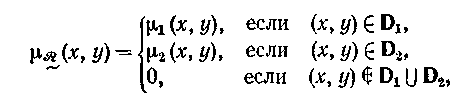 μ₁ (x, y), если (x, y) ∈ D₁,
μ_ℛ̰ (x, y) = { μ₂ (x, y), если (x, y) ∈ D₂,
0, если (x, y) ∉ D₁ ⋃ D₂,